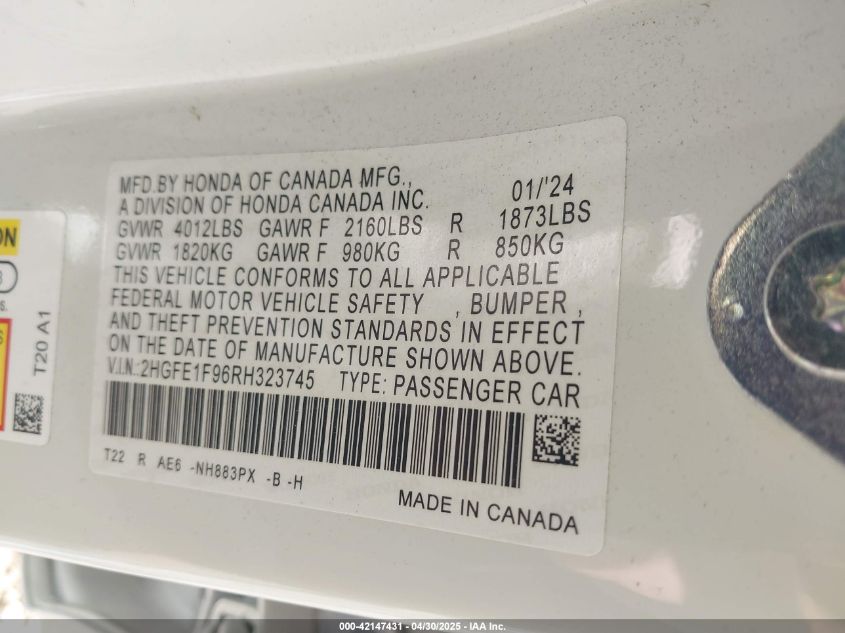 MFD.BY HONDA OF CANADA MFG.,
A DIVISION OF HONDA CANADA INC. 01/'24
GVWR 4012LBS GAWR F 2160LBS R 1873LBS
GVWR 1820KG GAWR F 980KG R 850KG
THIS VEHICLE CONFORMS TO ALL APPLICABLE
FEDERAL MOTOR VEHICLE SAFETY , BUMPER ,
AND THEFT PREVENTION STANDARDS IN EFFECT
ON THE DATE OF MANUFACTURE SHOWN ABOVE.
V.I.N.:2HGFE1F96RH323745 TYPE: PASSENGER CAR
T22 R AE6 -NH883PX -B -H
MADE IN CANADA
T20 A1
000-42147431 - 04/30/2025 - IAA Inc.